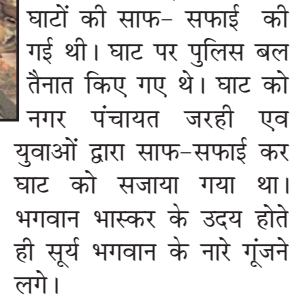 घाटों की साफ- सफाई की
गई थी। घाट पर पुलिस बल
तैनात किए गए थे। घाट को
नगर पंचायत जरही एव
युवाओं द्वारा साफ-सफाई कर
घाट को सजाया गया था।
भगवान भास्कर के उदय होते
ही सूर्य भगवान के नारे गूंजने
लगे।